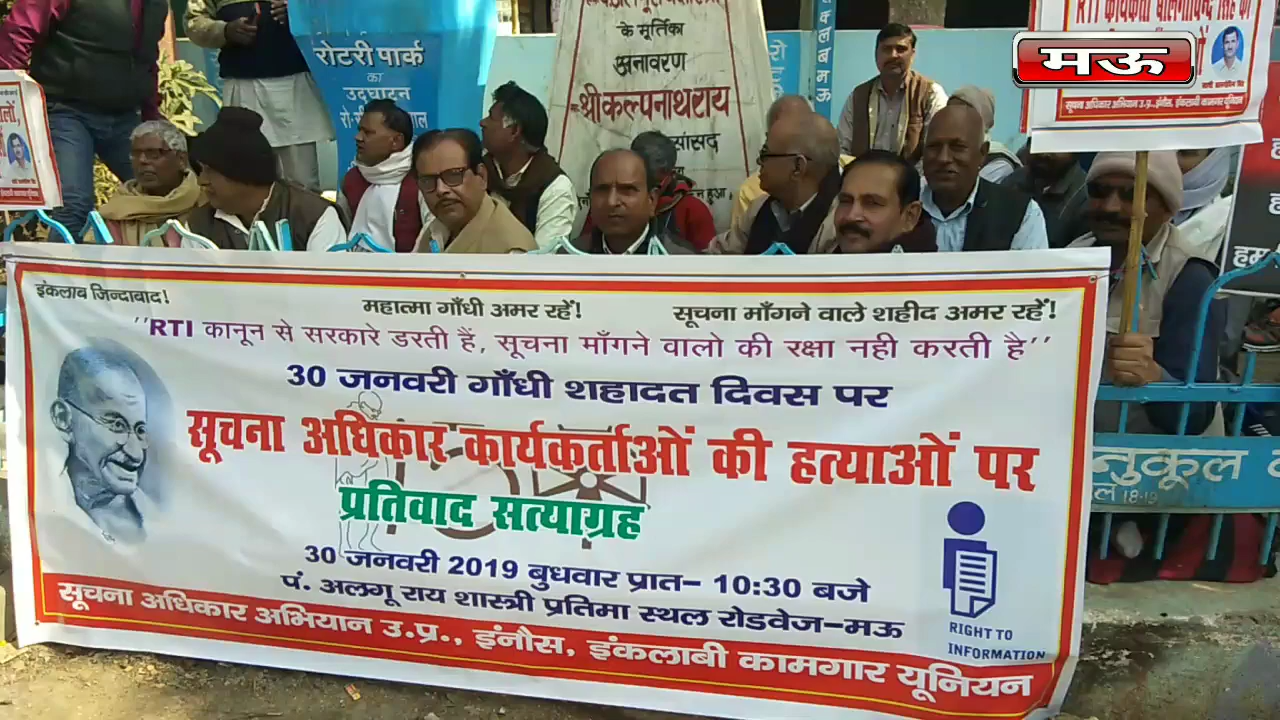 रोटरी पार्क
का
उदघाटन
के मूर्तिका
अनावरण
श्रीकल्पनाथराय
सांसद
हुआ
RTI कार्यकर्ता
मऊ
सूचना अधिकार अभियान उ.प्र., इंनौस, इंकलाबी कामगार यूनियन
इंकलाब जिन्दाबाद!
महात्मा गाँधी अमर रहें!
सूचना माँगने वाले शहीद अमर रहें!
"RTI कानून से सरकारे डरती हैं, सूचना माँगने वालो की रक्षा नही करती है"
30 जनवरी गाँधी शहादत दिवस पर
सूचना अधिकार कार्यकर्ताओं की हत्याओं पर
प्रतिवाद सत्याग्रह
30 जनवरी 2019 बुधवार प्रात– 10:30 बजे
पं. अलगू राय शास्त्री प्रतिमा स्थल रोडवेज–मऊ
RIGHT TO
INFORMATION
सूचना अधिकार अभियान उ.प्र., इंनौस, इंकलाबी कामगार यूनियन
नुकूल
18-19